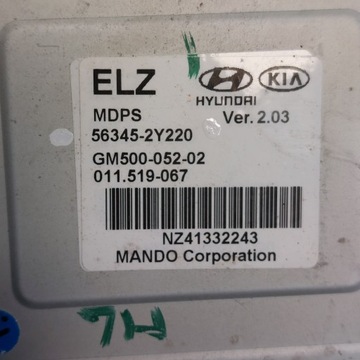 ELZ HYUNDAI KIA
MDPS Ver. 2.03
56345-2Y220
GM500-052-02
011.519-067
NZ41332243
MANDO Corporation